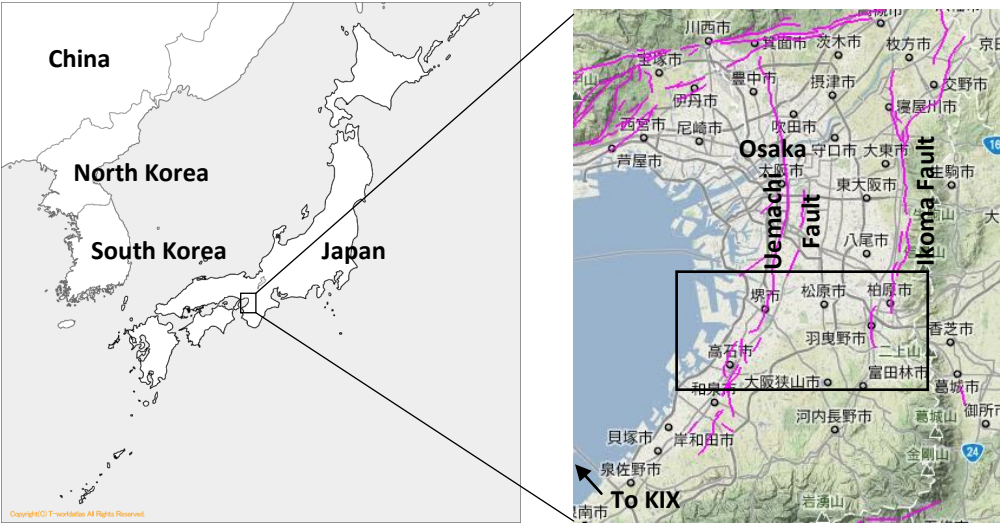 China
North Korea
South Korea
Japan
Copyright(C) T-worldatlas All Rights Reserved.
川西市
箕面市
茨木市
枚方市
宝塚市
豊中市
摂津市
交野市
伊丹市
寝屋川市
西宮市
尼崎市
吹田市
芦屋市
Osaka
守口市
大東市
生駒市
大阪市
東大阪市
Uemachi
Fault
Ikoma Fault
八尾市
堺市
松原市
柏原市
羽曳野市
香芝市
高石市
二上山
大阪狭山市
富田林市
葛城市
和泉市
御所市
河内長野市
葛城山
貝塚市
岸和田市
金剛山
24
泉佐野市
To KIX
岩湧山